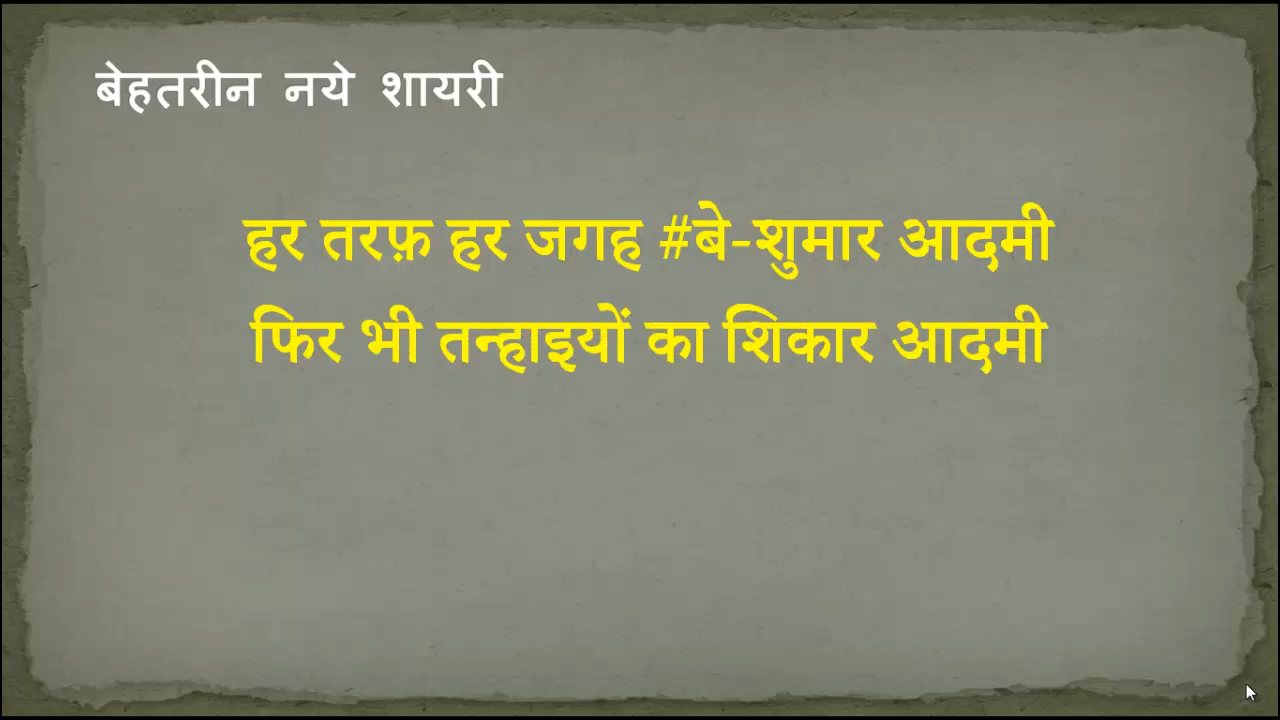 बेहतरीन नये शायरी
हर तरफ़ हर जगह #बे-शुमार आदमी
फिर भी तन्हाइयों का शिकार आदमी